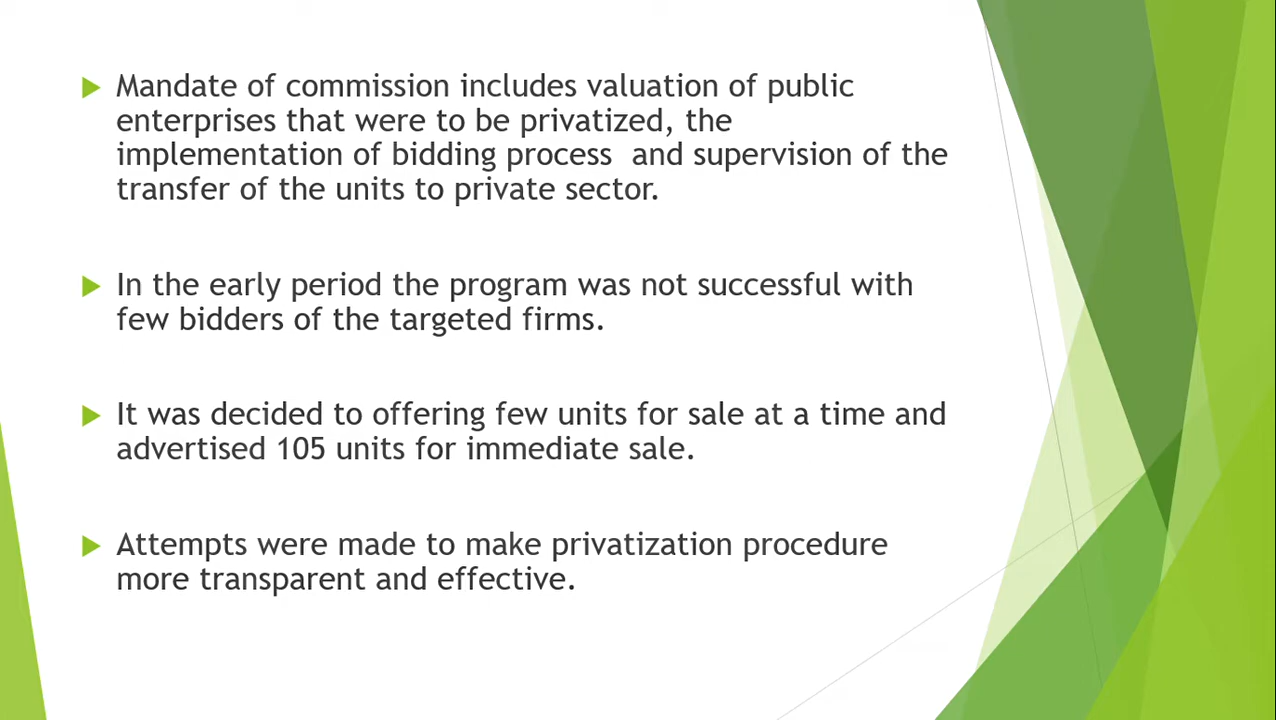 Mandate of commission includes valuation of public
enterprises that were to be privatized, the
implementation of bidding process  and supervision of the
transfer of the units to private sector.
In the early period the program was not successful with
few bidders of the targeted firms.
It was decided to offering few units for sale at a time and
advertised 105 units for immediate sale.
Attempts were made to make privatization procedure
more transparent and effective.